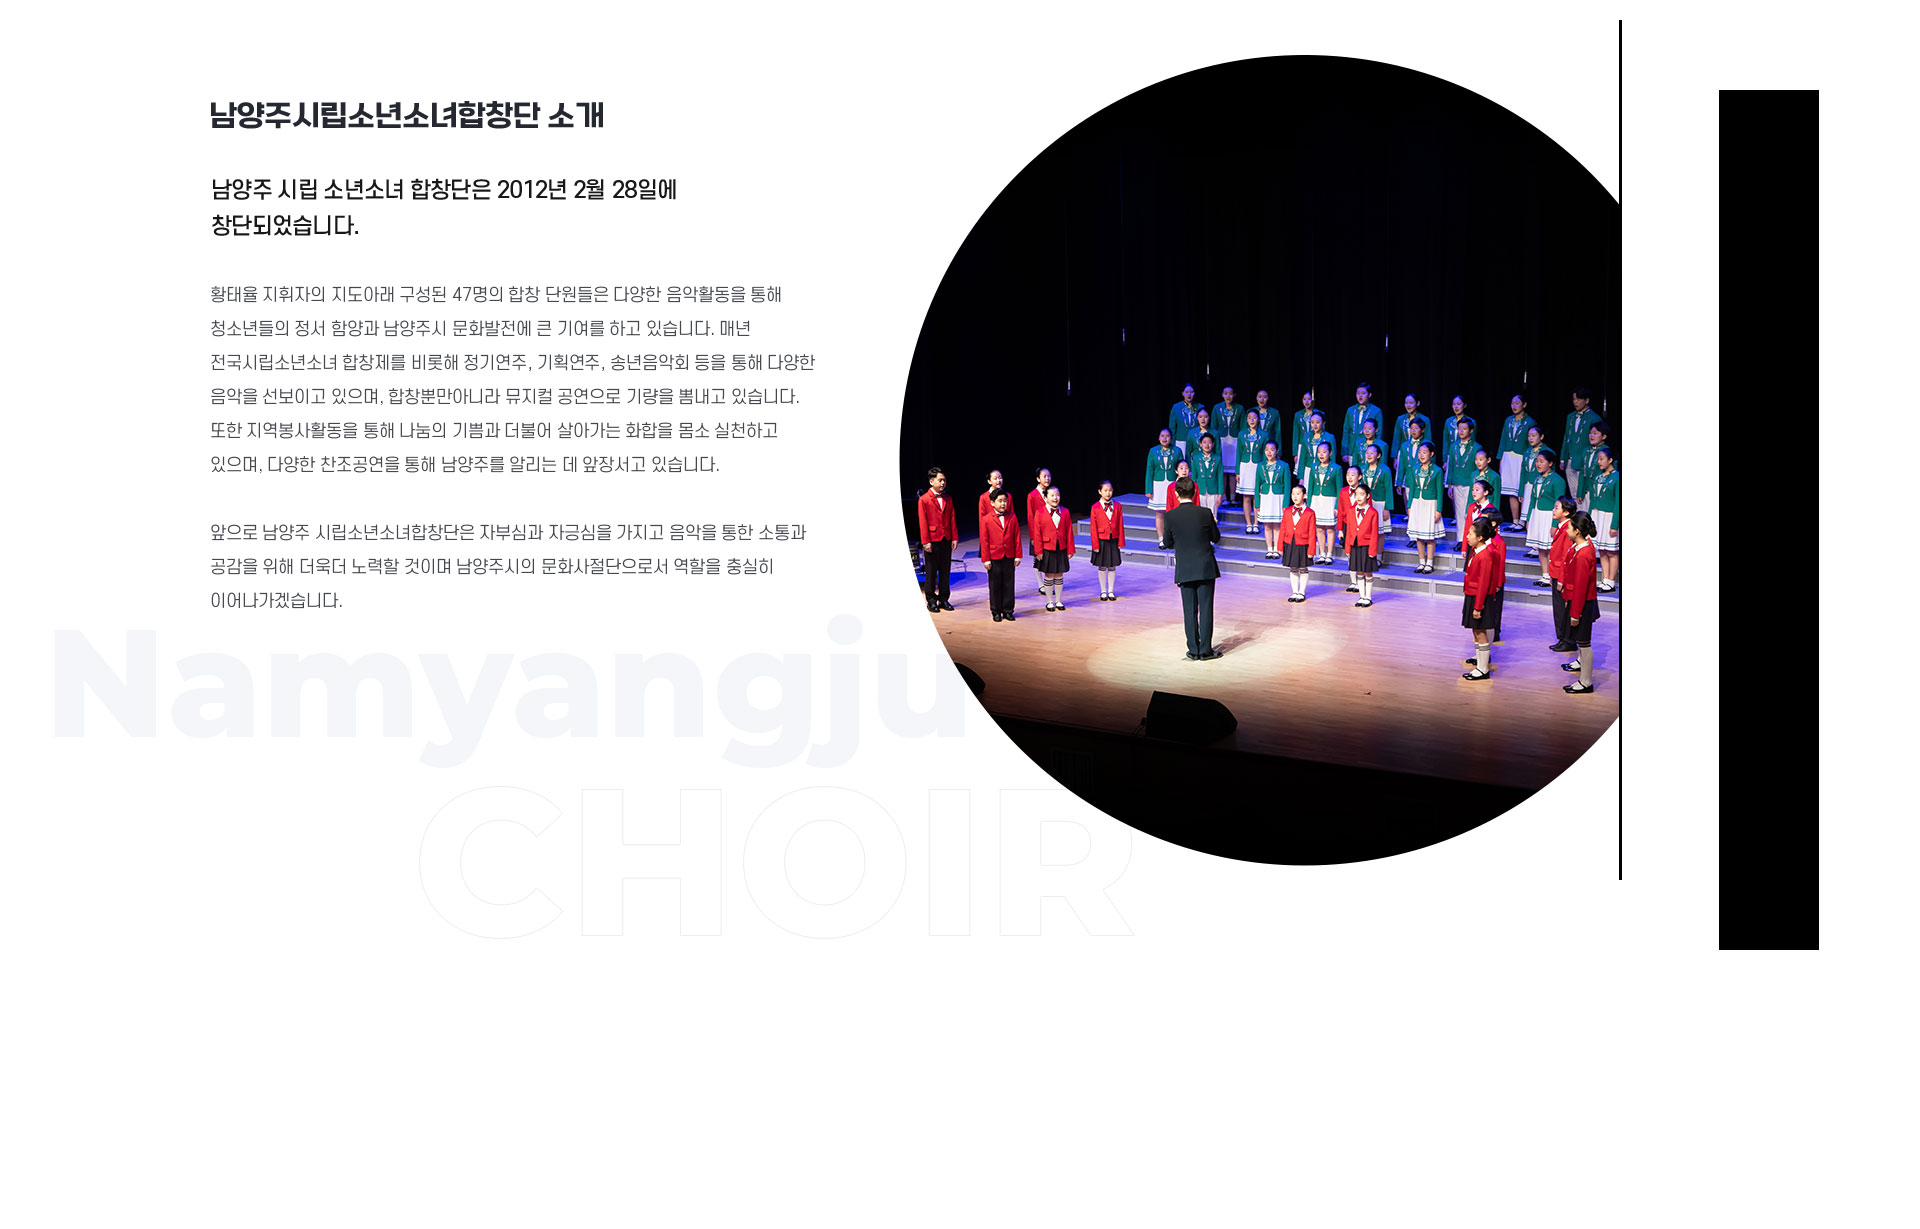 남양주시립소년소녀합창단 소개
남양주 시립 소년소녀 합창단은 2012년 2월 28일에
창단되었습니다.
황태율 지휘자의 지도아래 구성된 47명의 합창 단원들은 다양한 음악활동을 통해
청소년들의 정서 함양과 남양주시 문화발전에 큰 기여를 하고 있습니다. 매년
전국시립소년소녀 합창제를 비롯해 정기연주, 기획연주, 송년음악회 등을 통해 다양한
음악을 선보이고 있으며, 합창뿐만아니라 뮤지컬 공연으로 기량을 뽐내고 있습니다.
또한 지역봉사활동을 통해 나눔의 기쁨과 더불어 살아가는 화합을 몸소 실천하고
있으며, 다양한 찬조공연을 통해 남양주를 알리는 데 앞장서고 있습니다.
앞으로 남양주 시립소년소녀합창단은 자부심과 자긍심을 가지고 음악을 통한 소통과
공감을 위해 더욱더 노력할 것이며 남양주시의 문화사절단으로서 역할을 충실히
이어나가겠습니다.
Namyangju
CHOIR